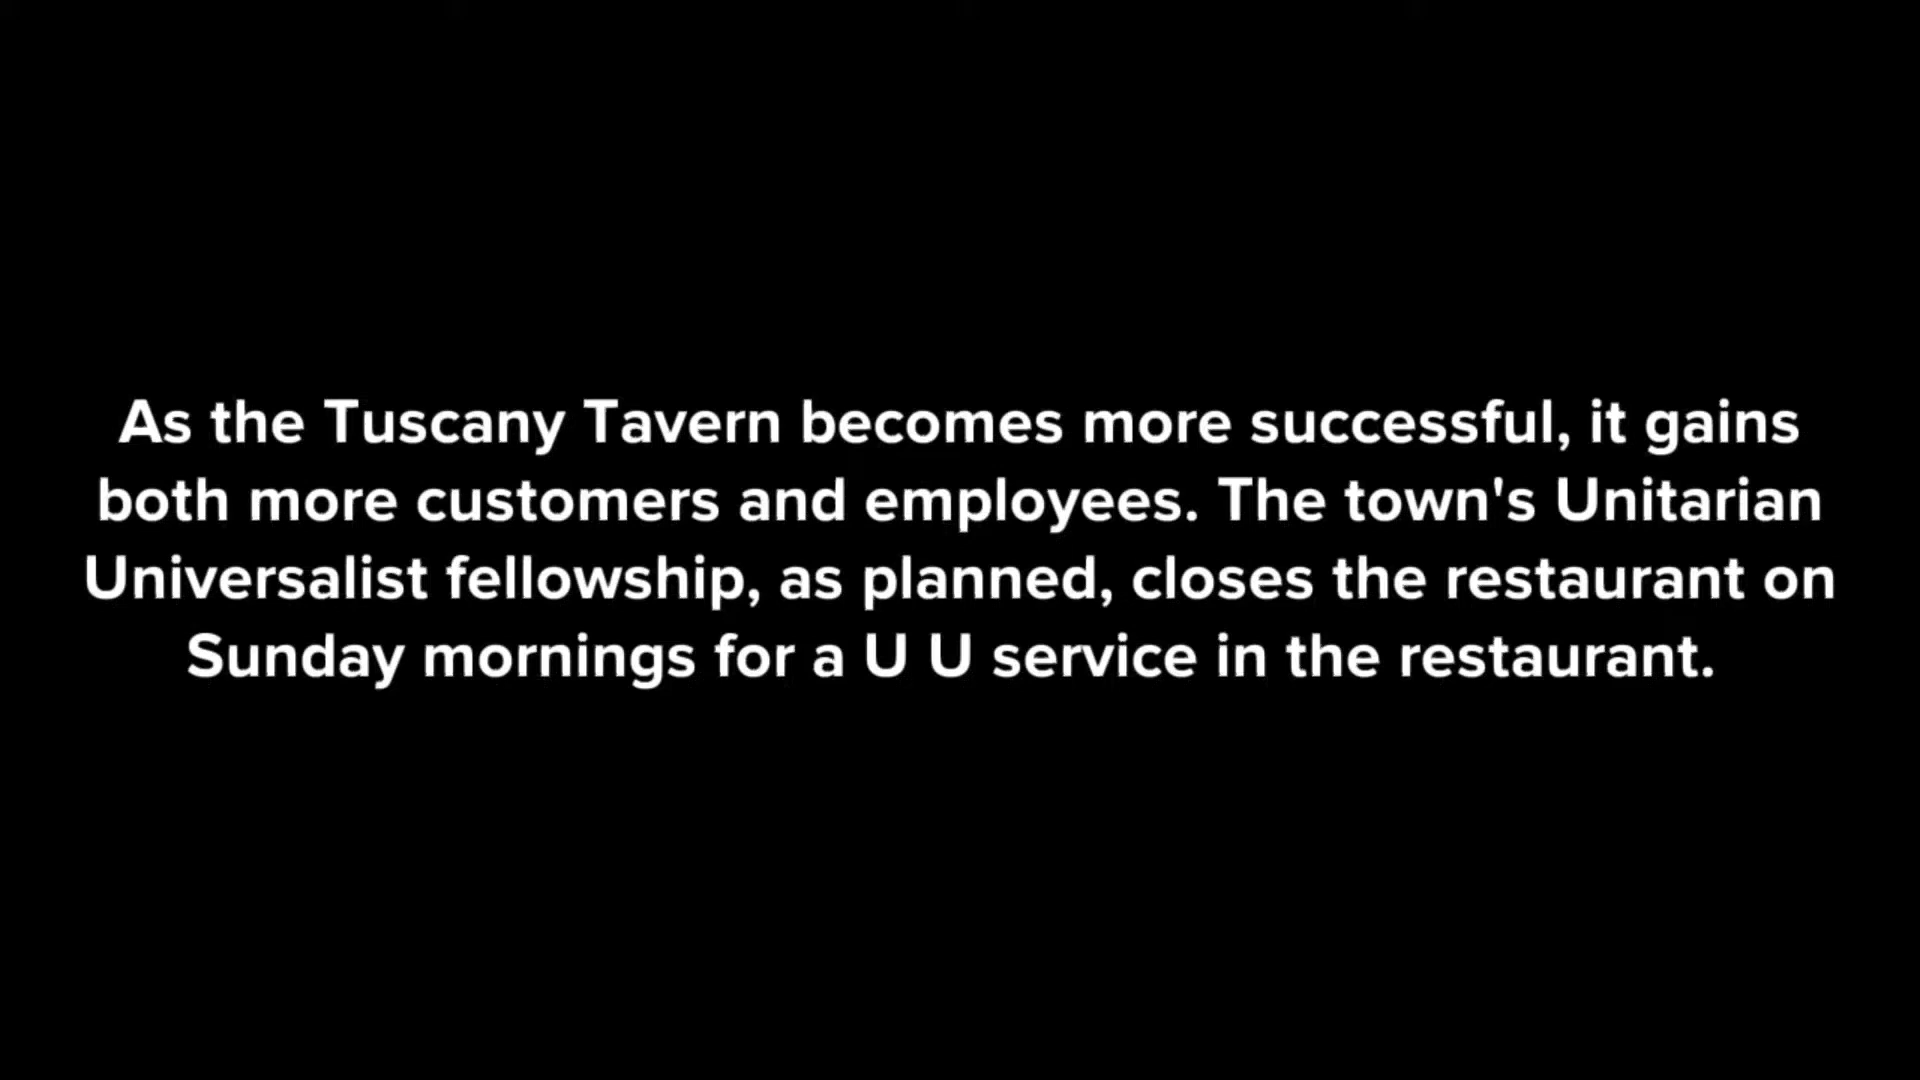 As the Tuscany Tavern becomes more successful, it gains
both more customers and employees. The town's Unitarian
Universalist fellowship, as planned, closes the restaurant on
Sunday mornings for a U U service in the restaurant.